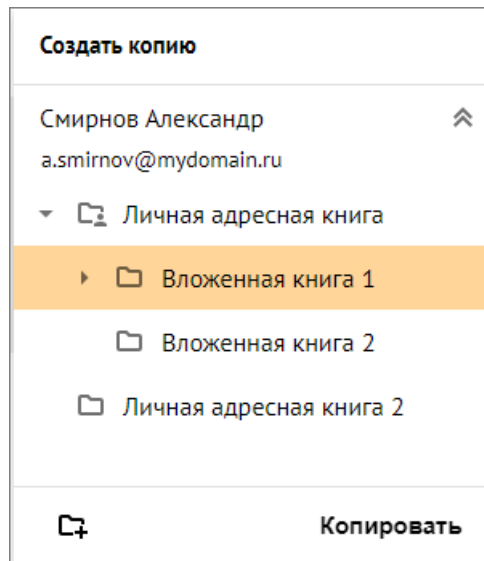 Создать копию
Смирнов Александр
a.smirnov@mydomain.ru
Личная адресная книга
Вложенная книга 1
Вложенная книга 2
Личная адресная книга 2
Копировать